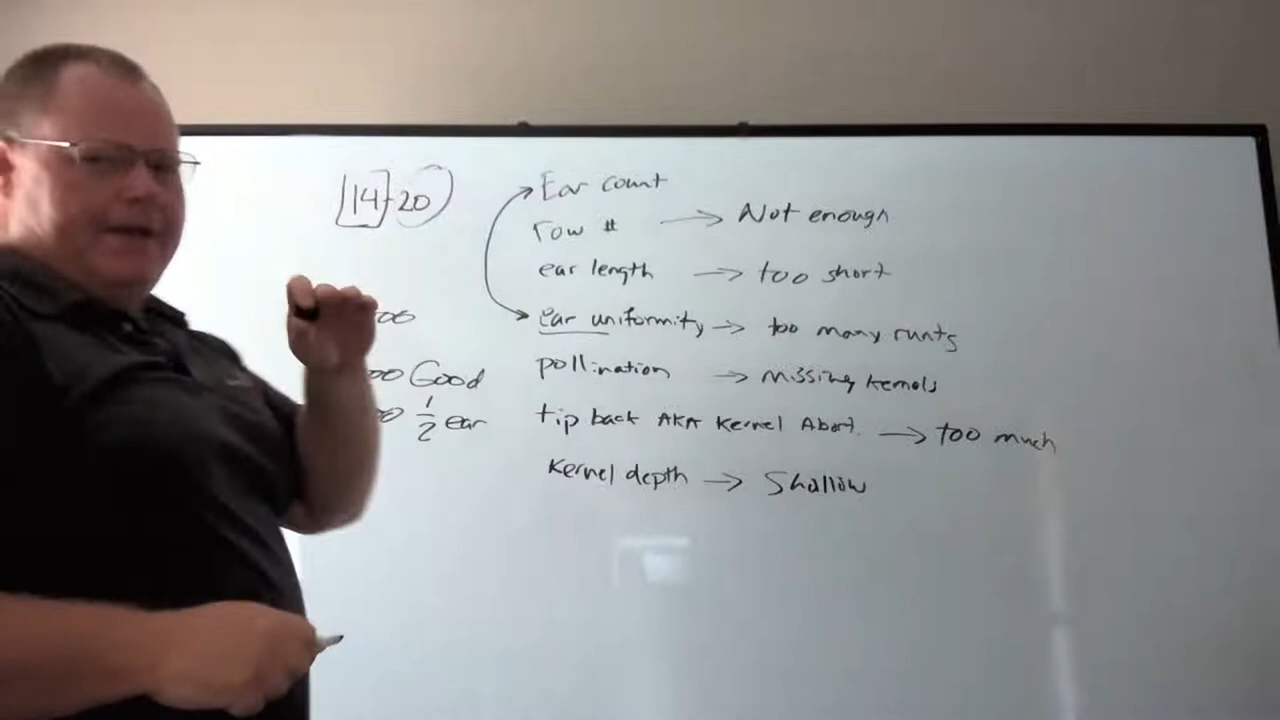 14-20
Ear count
row # → Not enough
ear length → too short
ear uniformity → too many runts
pollination → missing kernels
tip back AKA Kernel Abort. → too much
Kernel depth → Shallow
Good
1/2 ear